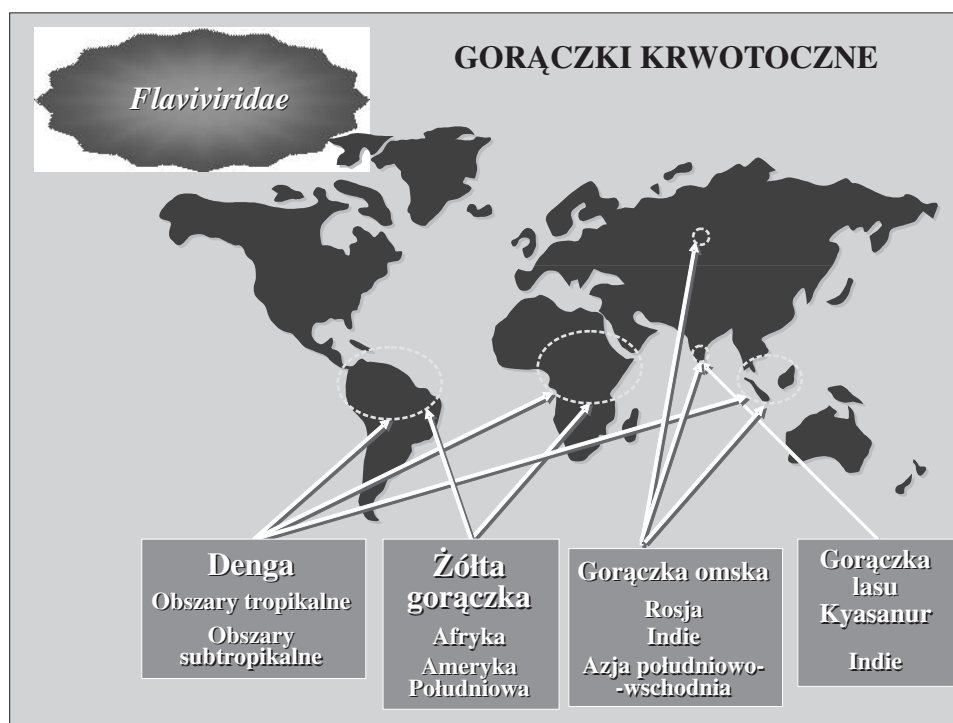 GORĄCZKI KRWOTOCZNE
Flaviviridae
Denga
Obszary tropikalne
Obszary
subtropikalne
Żółta
gorączka
Afryka
Ameryka
Południowa
Gorączka omska
Rosja
Indie
Azja południowo-
-wschodnia
Gorączka
lasu
Kyasanur
Indie